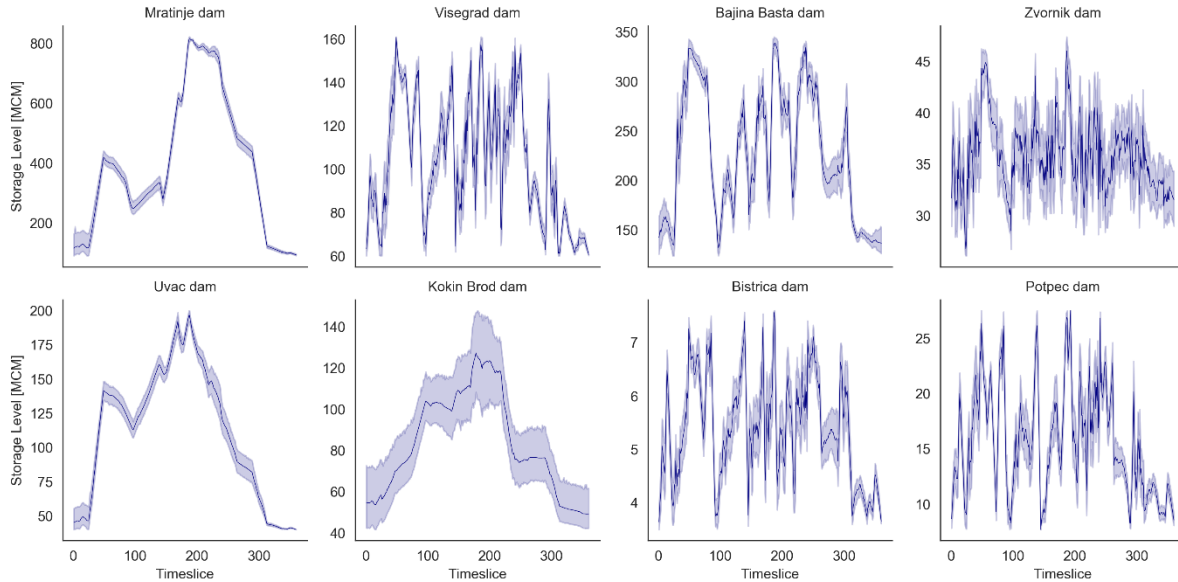 Mratinje dam
Visegrad dam
Bajina Basta dam
Zvornik dam
Storage Level [MCM]
800
600
400
200
160
140
120
100
80
60
350
300
250
200
150
45
40
35
30
Uvac dam
Kokin Brod dam
Bistrica dam
Potpec dam
Storage Level [MCM]
200
175
150
125
100
75
50
140
120
100
80
60
40
7
6
5
4
25
20
15
10
0 100 200 300
0 100 200 300
0 100 200 300
0 100 200 300
Timeslice
Timeslice
Timeslice
Timeslice